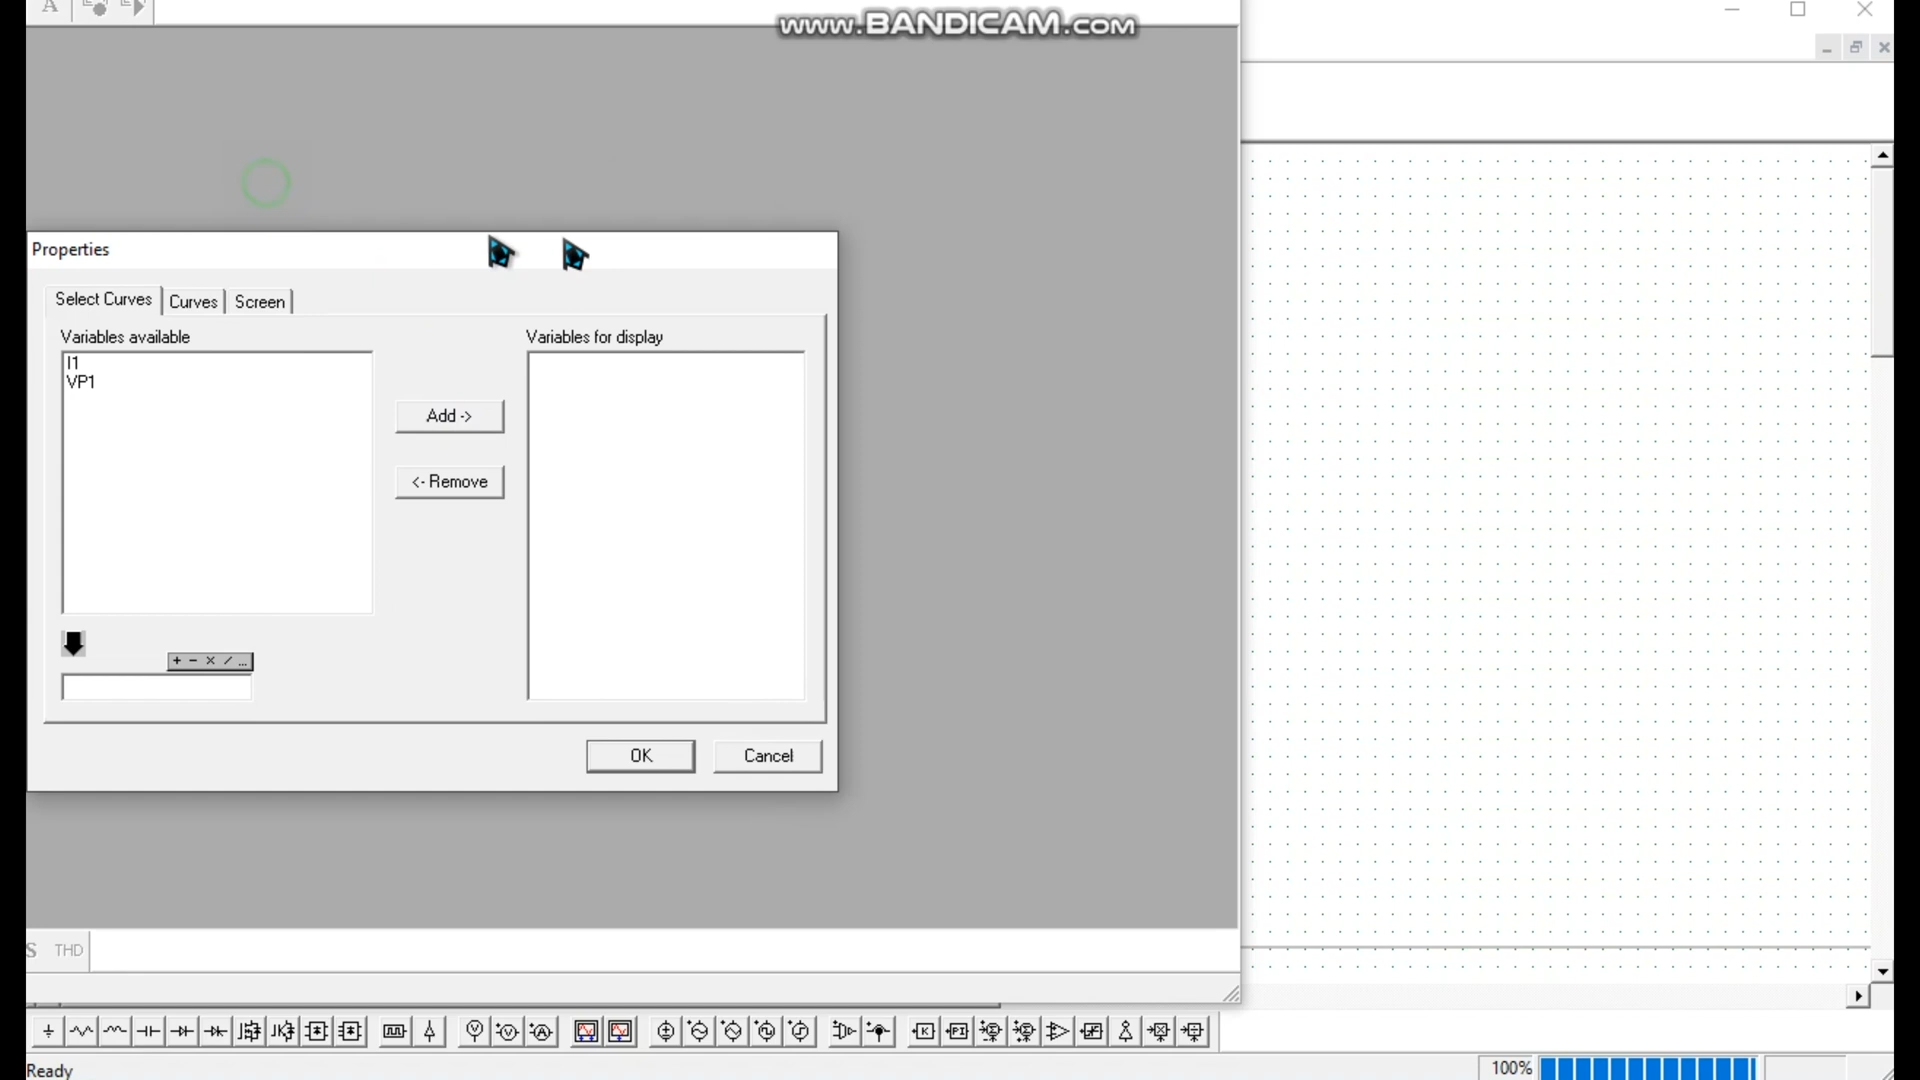 A
www.BANDICAM.com
Properties
Select Curves
Curves
Screen
Variables available
Variables for display
I1
VP1
Add ->
<- Remove
+ - × / ...
OK
Cancel
S
THD
K
PI
Ready
100%